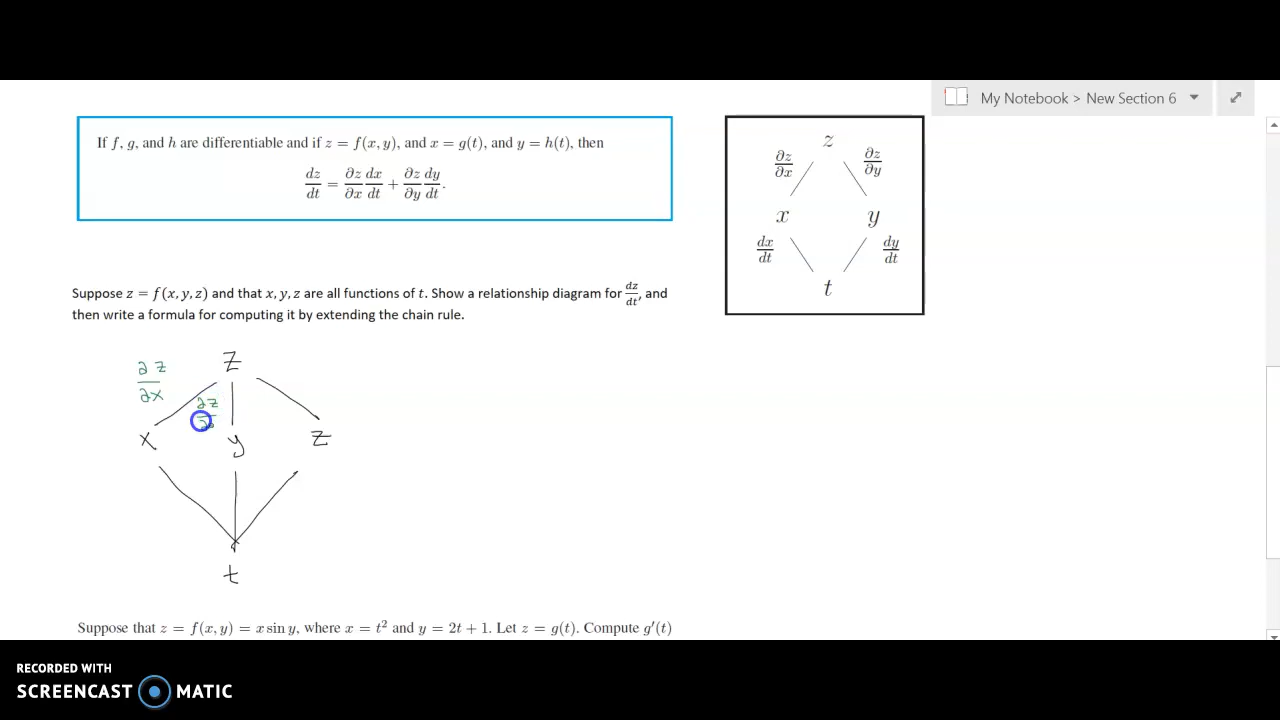 My Notebook > New Section 6
If f, g, and h are differentiable and if z = f(x, y), and x = g(t), and y = h(t), then
dz/dt = ∂z/∂x dx/dt + ∂z/∂y dy/dt.
z
∂z/∂x ∂z/∂y
x y
dx/dt dy/dt
t
Suppose z = f(x, y, z) and that x, y, z are all functions of t. Show a relationship diagram for dz/dt, and
then write a formula for computing it by extending the chain rule.
z
∂z/∂x
∂z/∂
x y z
t
Suppose that z = f(x, y) = x sin y, where x = t² and y = 2t + 1. Let z = g(t). Compute g′(t)
RECORDED WITH
SCREENCAST MATIC